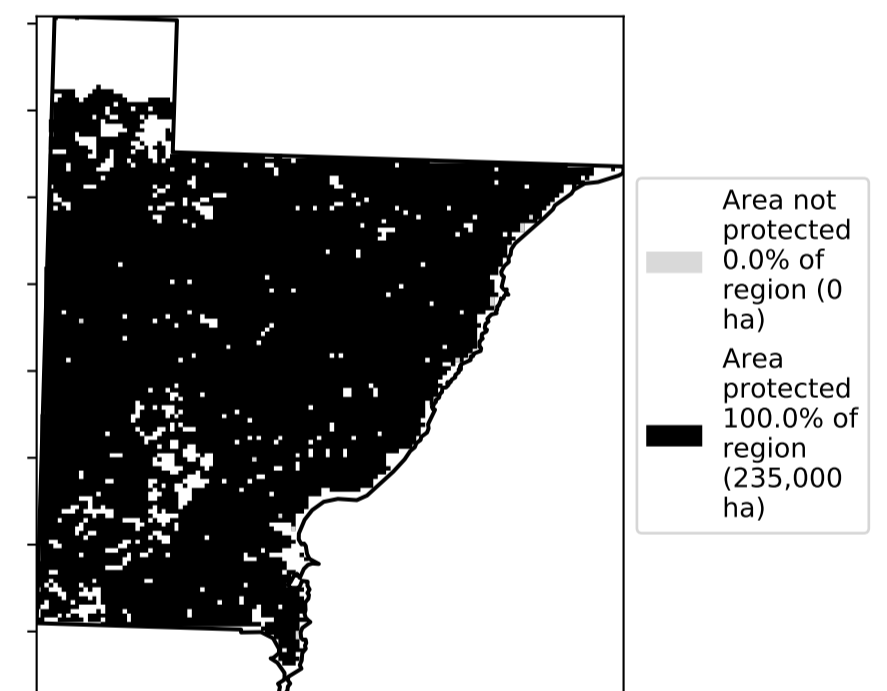 Area not
protected
0.0% of
region (0
ha)
Area
protected
100.0% of
region
(235,000
ha)